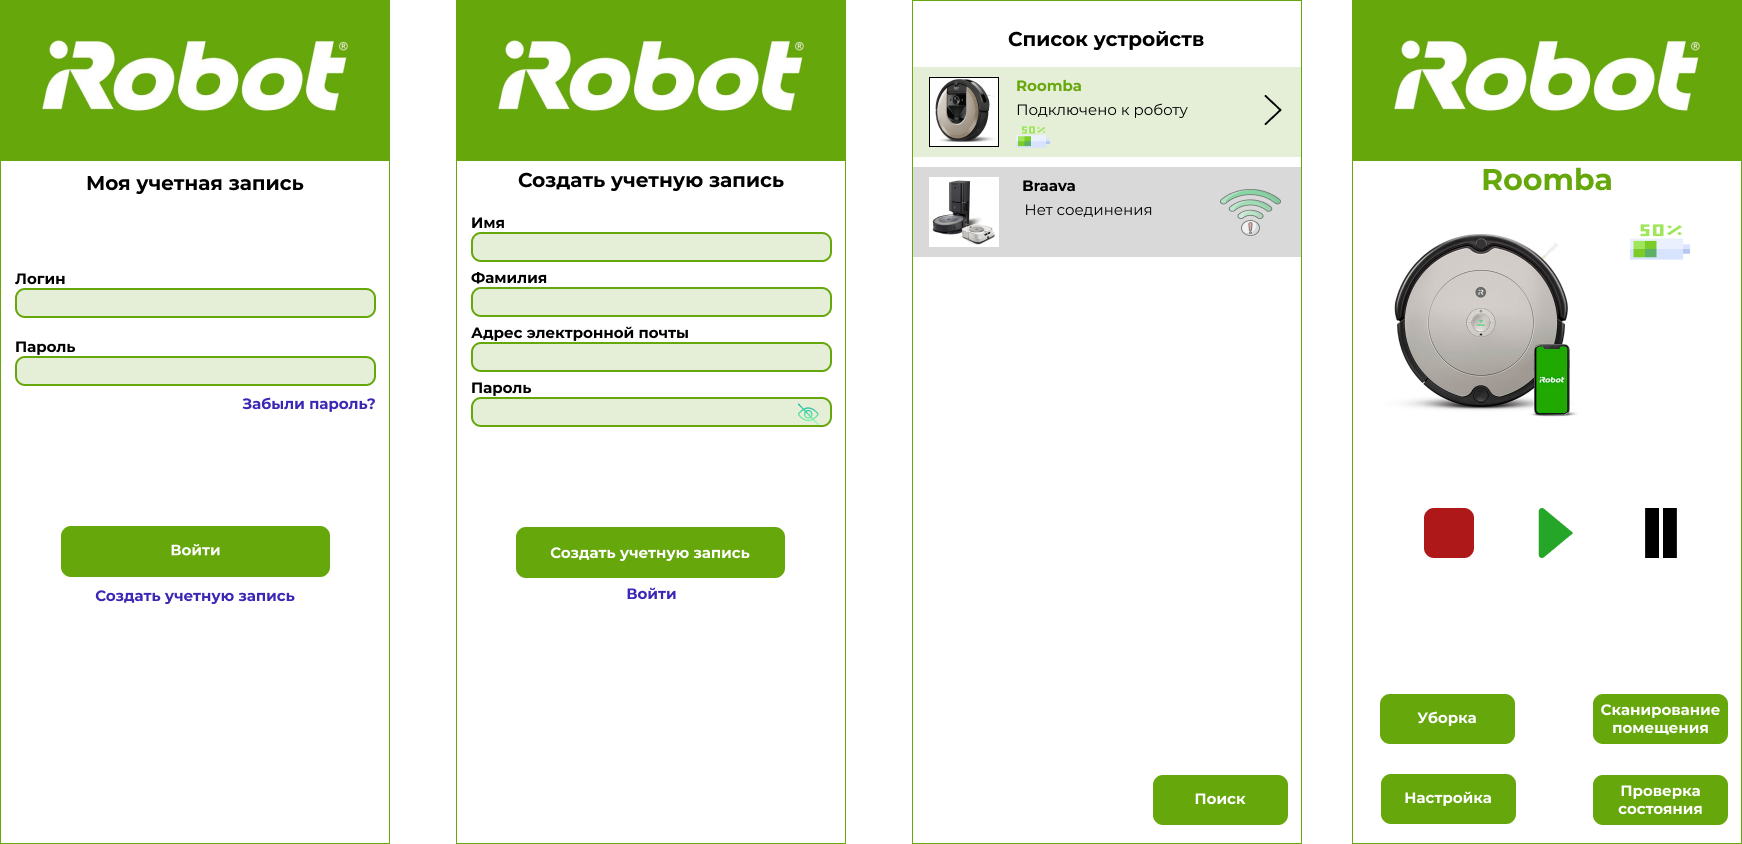 iRobot®
Моя учетная запись
Логин
Пароль
Забыли пароль?
Войти
Создать учетную запись
iRobot®
Создать учетную запись
Имя
Фамилия
Адрес электронной почты
Пароль
Создать учетную запись
Войти
Список устройств
Roomba
Подключено к роботу
50%
Braava
Нет соединения
Поиск
iRobot®
Roomba
50%
iRobot
Уборка
Сканирование
помещения
Настройка
Проверка
состояния